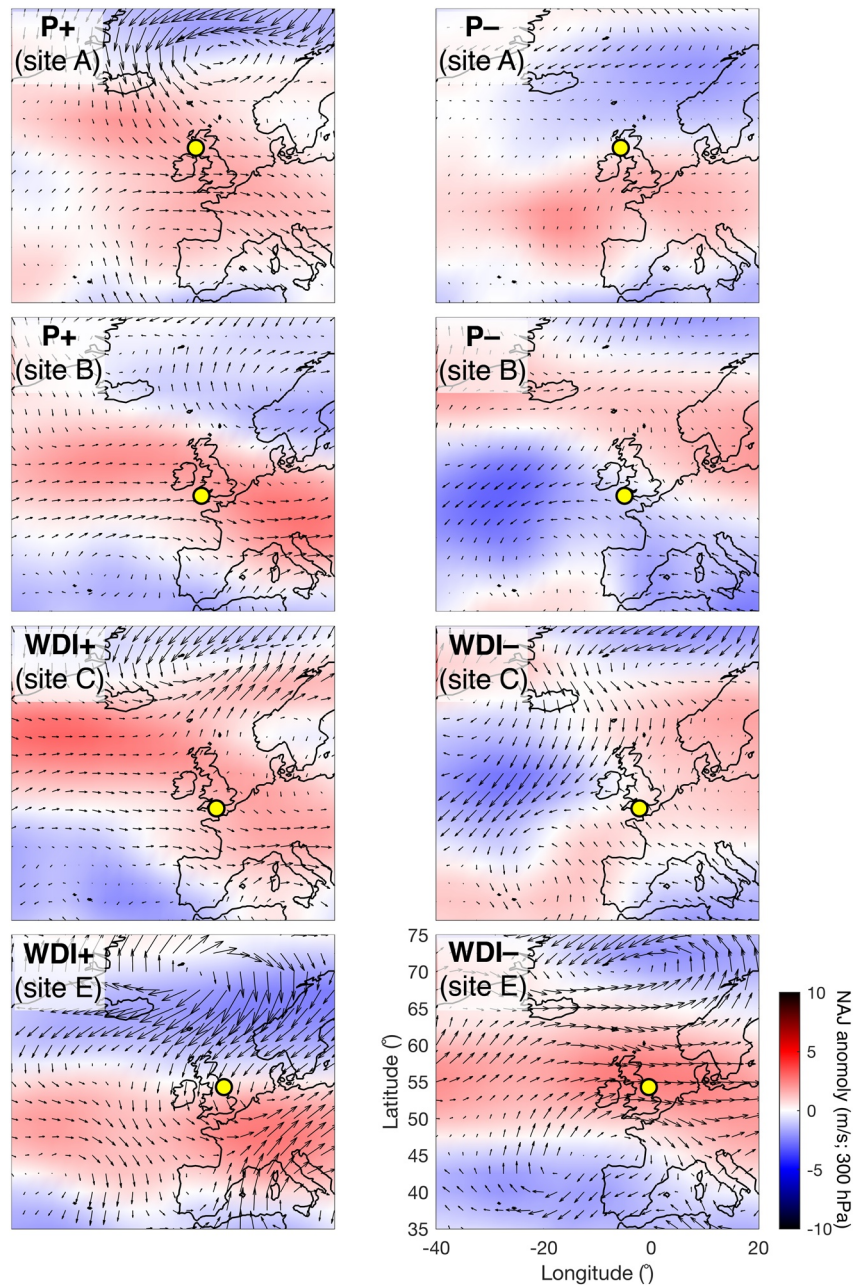 P+
(site A)
P–
(site A)
P+
(site B)
P–
(site B)
WDI+
(site C)
WDI–
(site C)
WDI+
(site E)
WDI–
(site E)
75
70
65
60
55
50
45
40
35
Latitude (°)
-40
-20
0
20
Longitude (°)
10
5
0
-5
-10
NAJ anomoly (m/s; 300 hPa)